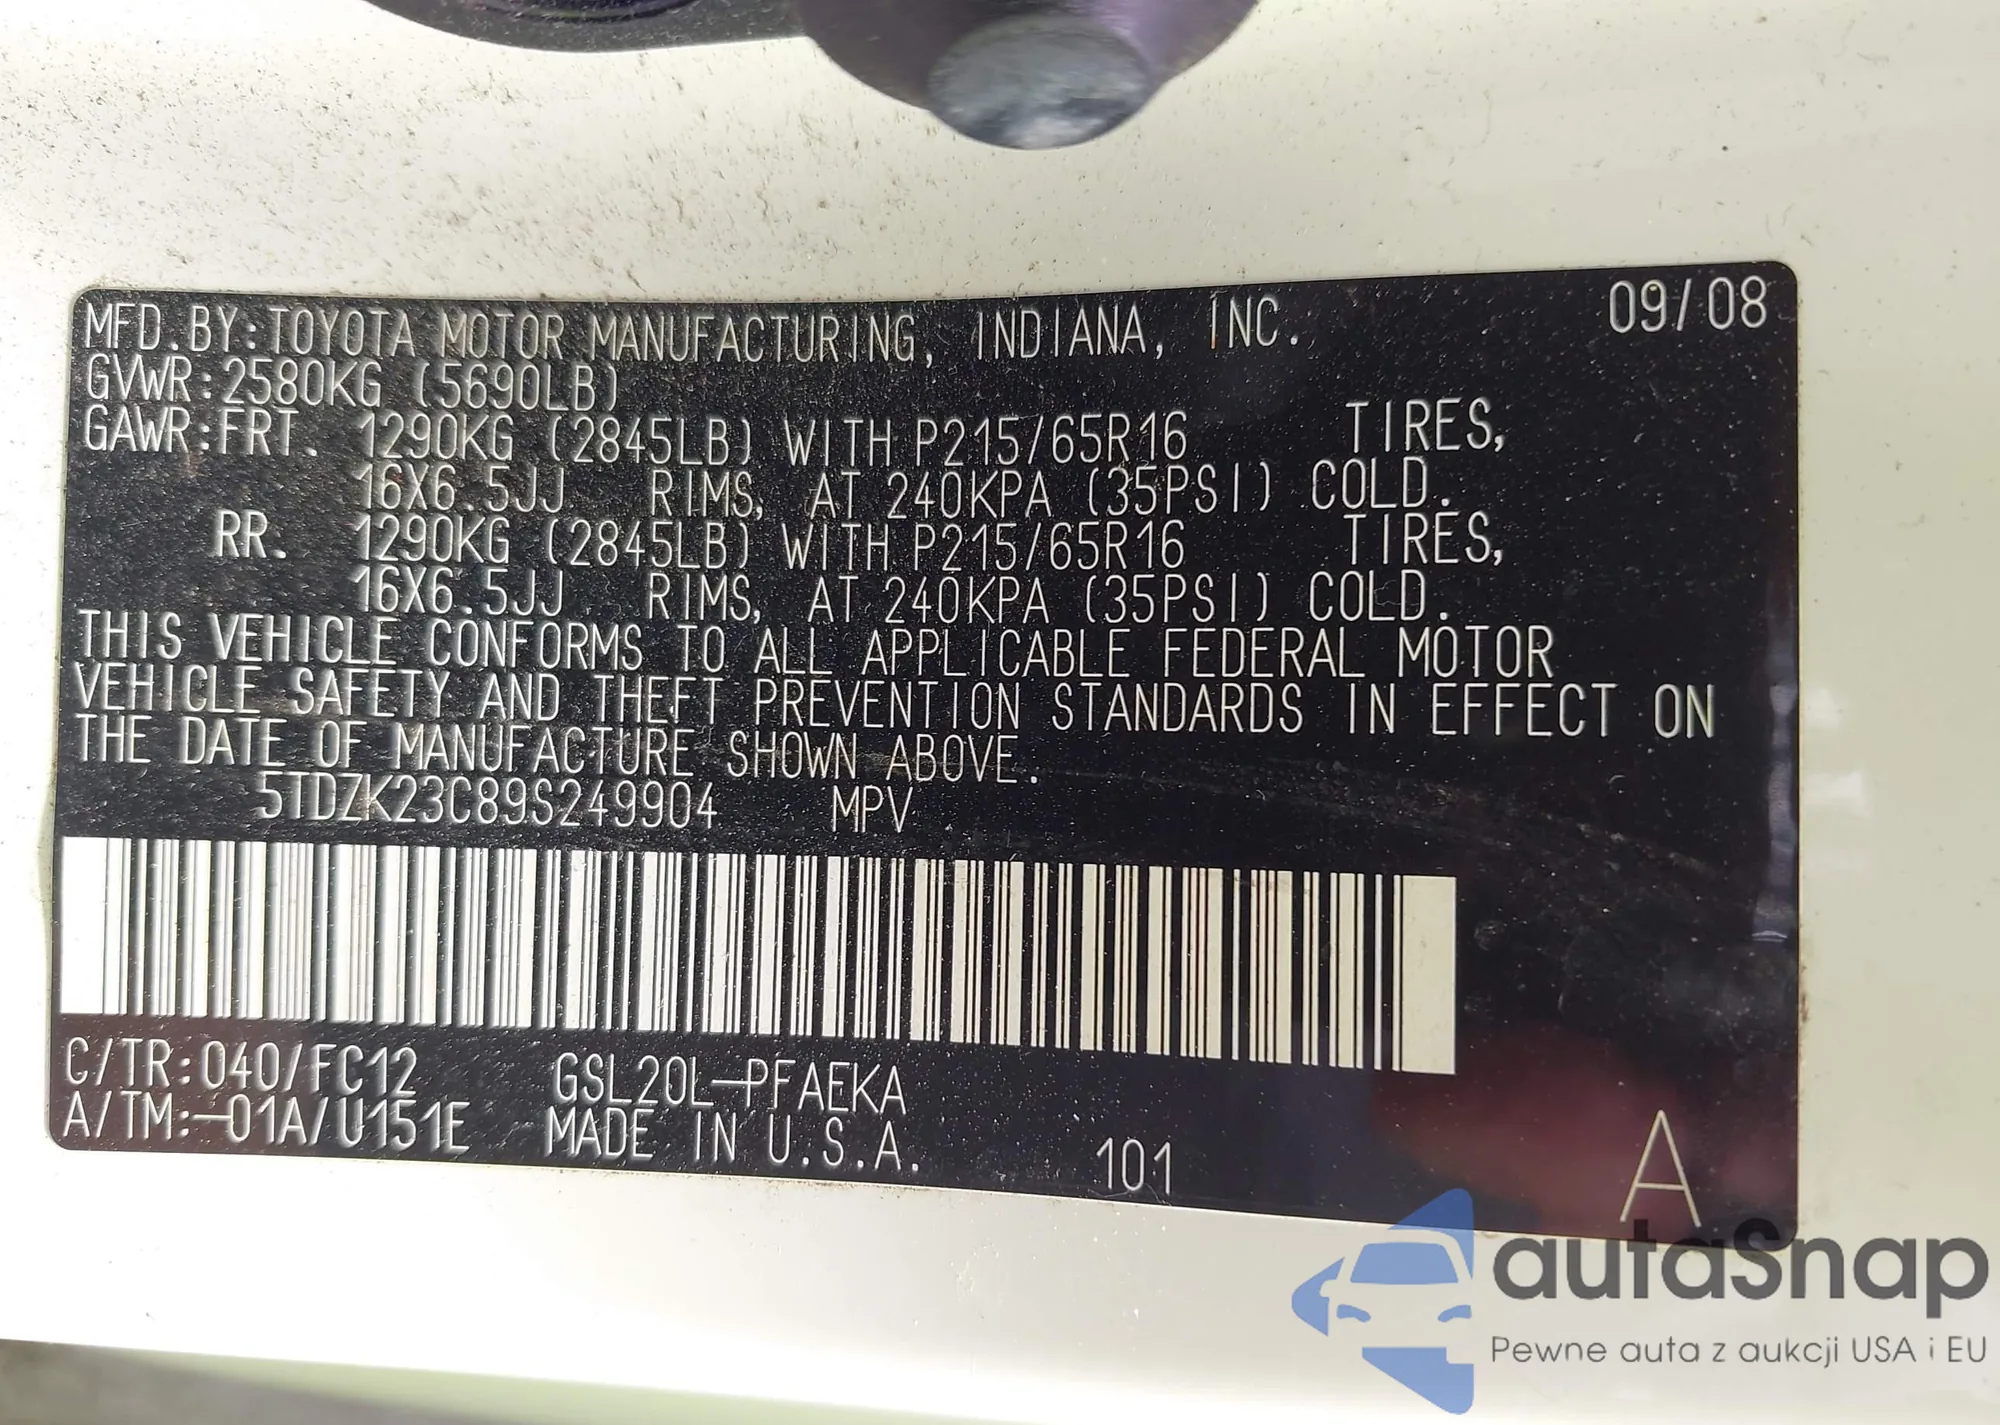 MFD.BY:TOYOTA MOTOR MANUFACTURING, INDIANA, INC. 09/08
GVWR:2580KG (5690LB)
GAWR:FRT. 1290KG (2845LB) WITH P215/65R16 TIRES,
16X6.5JJ RIMS, AT 240KPA (35PSI) COLD.
RR. 1290KG (2845LB) WITH P215/65R16 TIRES,
16X6.5JJ RIMS, AT 240KPA (35PSI) COLD.
THIS VEHICLE CONFORMS TO ALL APPLICABLE FEDERAL MOTOR
VEHICLE SAFETY AND THEFT PREVENTION STANDARDS IN EFFECT ON
THE DATE OF MANUFACTURE SHOWN ABOVE.
5TDZK23C89S249904 MPV
C/TR:040/FC12 GSL20L-PFAEKA
A/TM:-01A/U151E MADE IN U.S.A. 101 A
autaSnap
Pewne auta z aukcji USA i EU